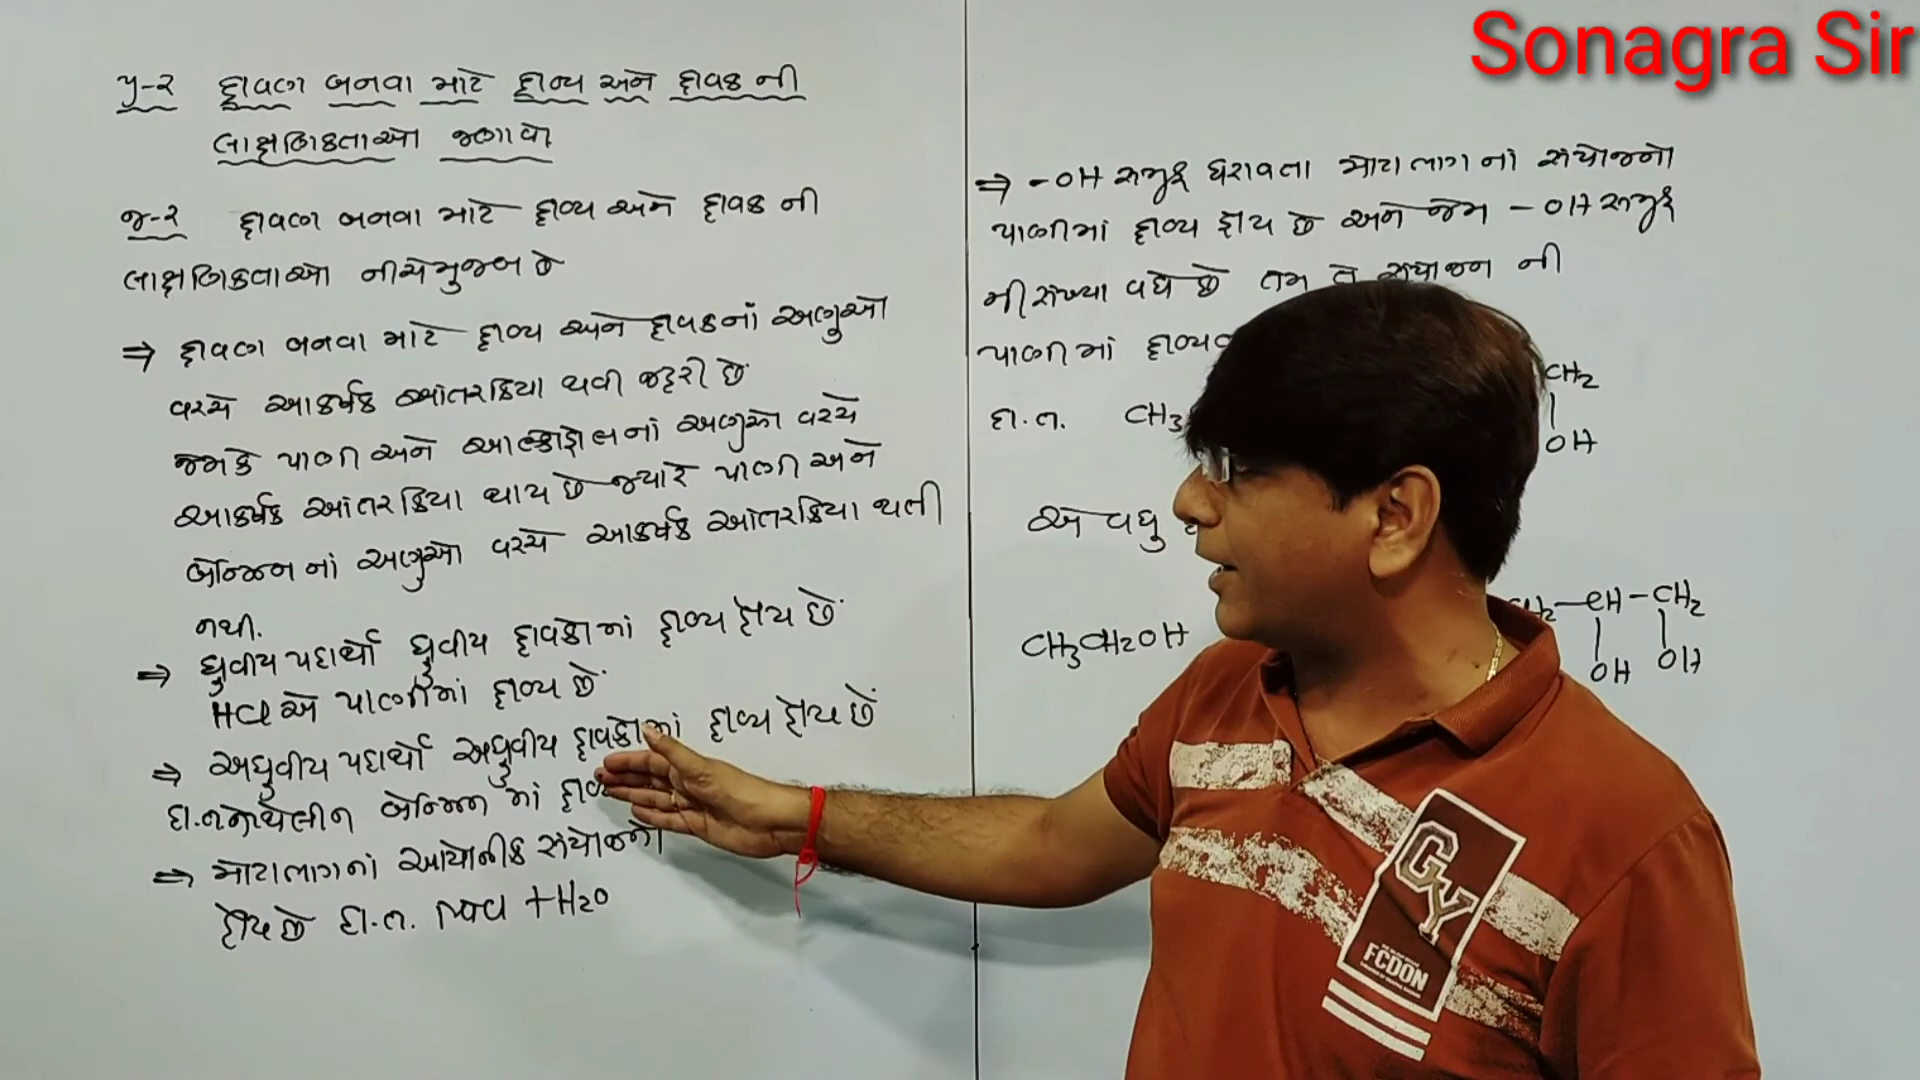 Sonagra Sir
પ્ર-૨ દ્રાવણ બનવા માટે દ્રાવ્ય અને દ્રાવક ની
લાક્ષણિકતાઓ જણાવો
જ-૨ દ્રાવણ બનવા માટે દ્રાવ્ય અને દ્રાવક ની
લાક્ષણિકતાઓ નીચેમુજબ છે
⇒ દ્રાવણ બનવા માટે દ્રાવ્ય અને દ્રાવકનાં અણુઓ
વચ્ચે આકર્ષક આંતરક્રિયા થવી જરૂરી છે.
જેમકે પાણી અને આલ્કોહોલનાં અણુઓ વચ્ચે
આકર્ષક આંતરક્રિયા થાય છે જ્યારે પાણી અને
બેન્ઝિન નાં અણુઓ વચ્ચે આકર્ષક આંતરક્રિયા થતી
નથી.
⇒ ધ્રુવીય પદાર્થો ધ્રુવીય દ્રાવકોમાં દ્રાવ્ય હોય છે.
HCl એ પાણીમાં દ્રાવ્ય છે.
⇒ અધ્રુવીય પદાર્થો અધ્રુવીય દ્રાવકોમાં દ્રાવ્ય હોય છે.
દા.ત નેપ્થેલીન બેન્ઝિન માં
⇒ મોટાભાગનાં આયોનીક સંયોજનો
હોય છે દા.ત. NaCl + H2O
⇒ -OH સમુહ ધરાવતા મોટાભાગ નાં સંયોજનો
પાણીમાં દ્રાવ્ય હોય છે અને જેમ -OH સમુહ
ની સંખ્યા વધે છે તેમ તે સંયોજન ની
પાણીમાં
દા.ત. CH3 CH2
OH
એ વધુ
CH3CH2OH CH - CH2
OH OH
GY
FCDON